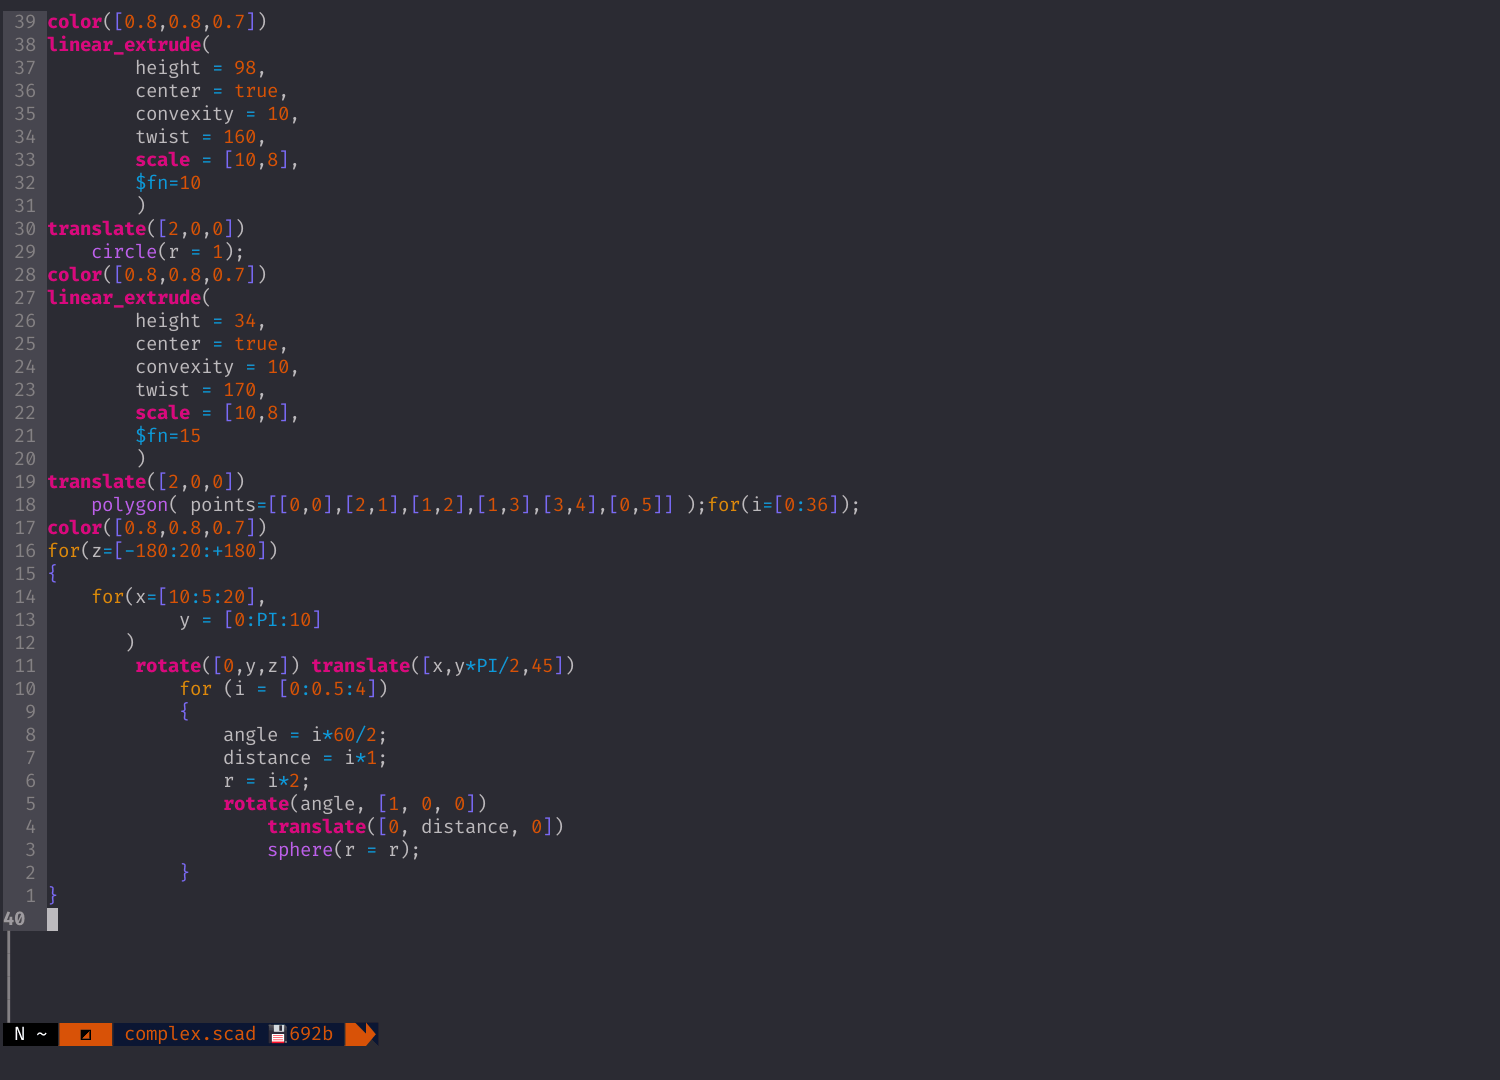 39 color([0.8,0.8,0.7])
38 linear_extrude(
37         height = 98,
36         center = true,
35         convexity = 10,
34         twist = 160,
33         scale = [10,8],
32         $fn=10
31         )
30 translate([2,0,0])
29     circle(r = 1);
28 color([0.8,0.8,0.7])
27 linear_extrude(
26         height = 34,
25         center = true,
24         convexity = 10,
23         twist = 170,
22         scale = [10,8],
21         $fn=15
20         )
19 translate([2,0,0])
18     polygon( points=[[0,0],[2,1],[1,2],[1,3],[3,4],[0,5]] );for(i=[0:36]);
17 color([0.8,0.8,0.7])
16 for(z=[-180:20:+180])
15 {
14     for(x=[10:5:20],
13             y = [0:PI:10]
12        )
11         rotate([0,y,z]) translate([x,y*PI/2,45])
10             for (i = [0:0.5:4])
9             {
8                 angle = i*60/2;
7                 distance = i*1;
6                 r = i*2;
5                 rotate(angle, [1, 0, 0])
4                     translate([0, distance, 0])
3                     sphere(r = r);
2             }
1 }
40
N ~ complex.scad 💾692b